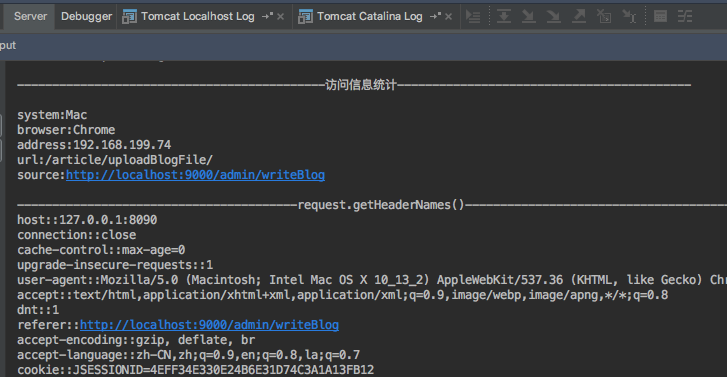 Server Debugger Tomcat Localhost Log Tomcat Catalina Log
put
访问信息统计
system:Mac
browser:Chrome
address:192.168.199.74
url:/article/uploadBlogFile/
source:http://localhost:9000/admin/writeBlog
request.getHeaderNames()
host::127.0.0.1:8090
connection::close
cache-control::max-age=0
upgrade-insecure-requests::1
user-agent::Mozilla/5.0 (Macintosh; Intel Mac OS X 10_13_2) AppleWebKit/537.36 (KHTML, like Gecko) Chr
accept::text/html,application/xhtml+xml,application/xml;q=0.9,image/webp,image/apng,*/*;q=0.8
dnt::1
referer::http://localhost:9000/admin/writeBlog
accept-encoding::gzip, deflate, br
accept-language::zh-CN,zh;q=0.9,en;q=0.8,la;q=0.7
cookie::JSESSIONID=4EFF34E330E24B6E31D74C3A1A13FB12